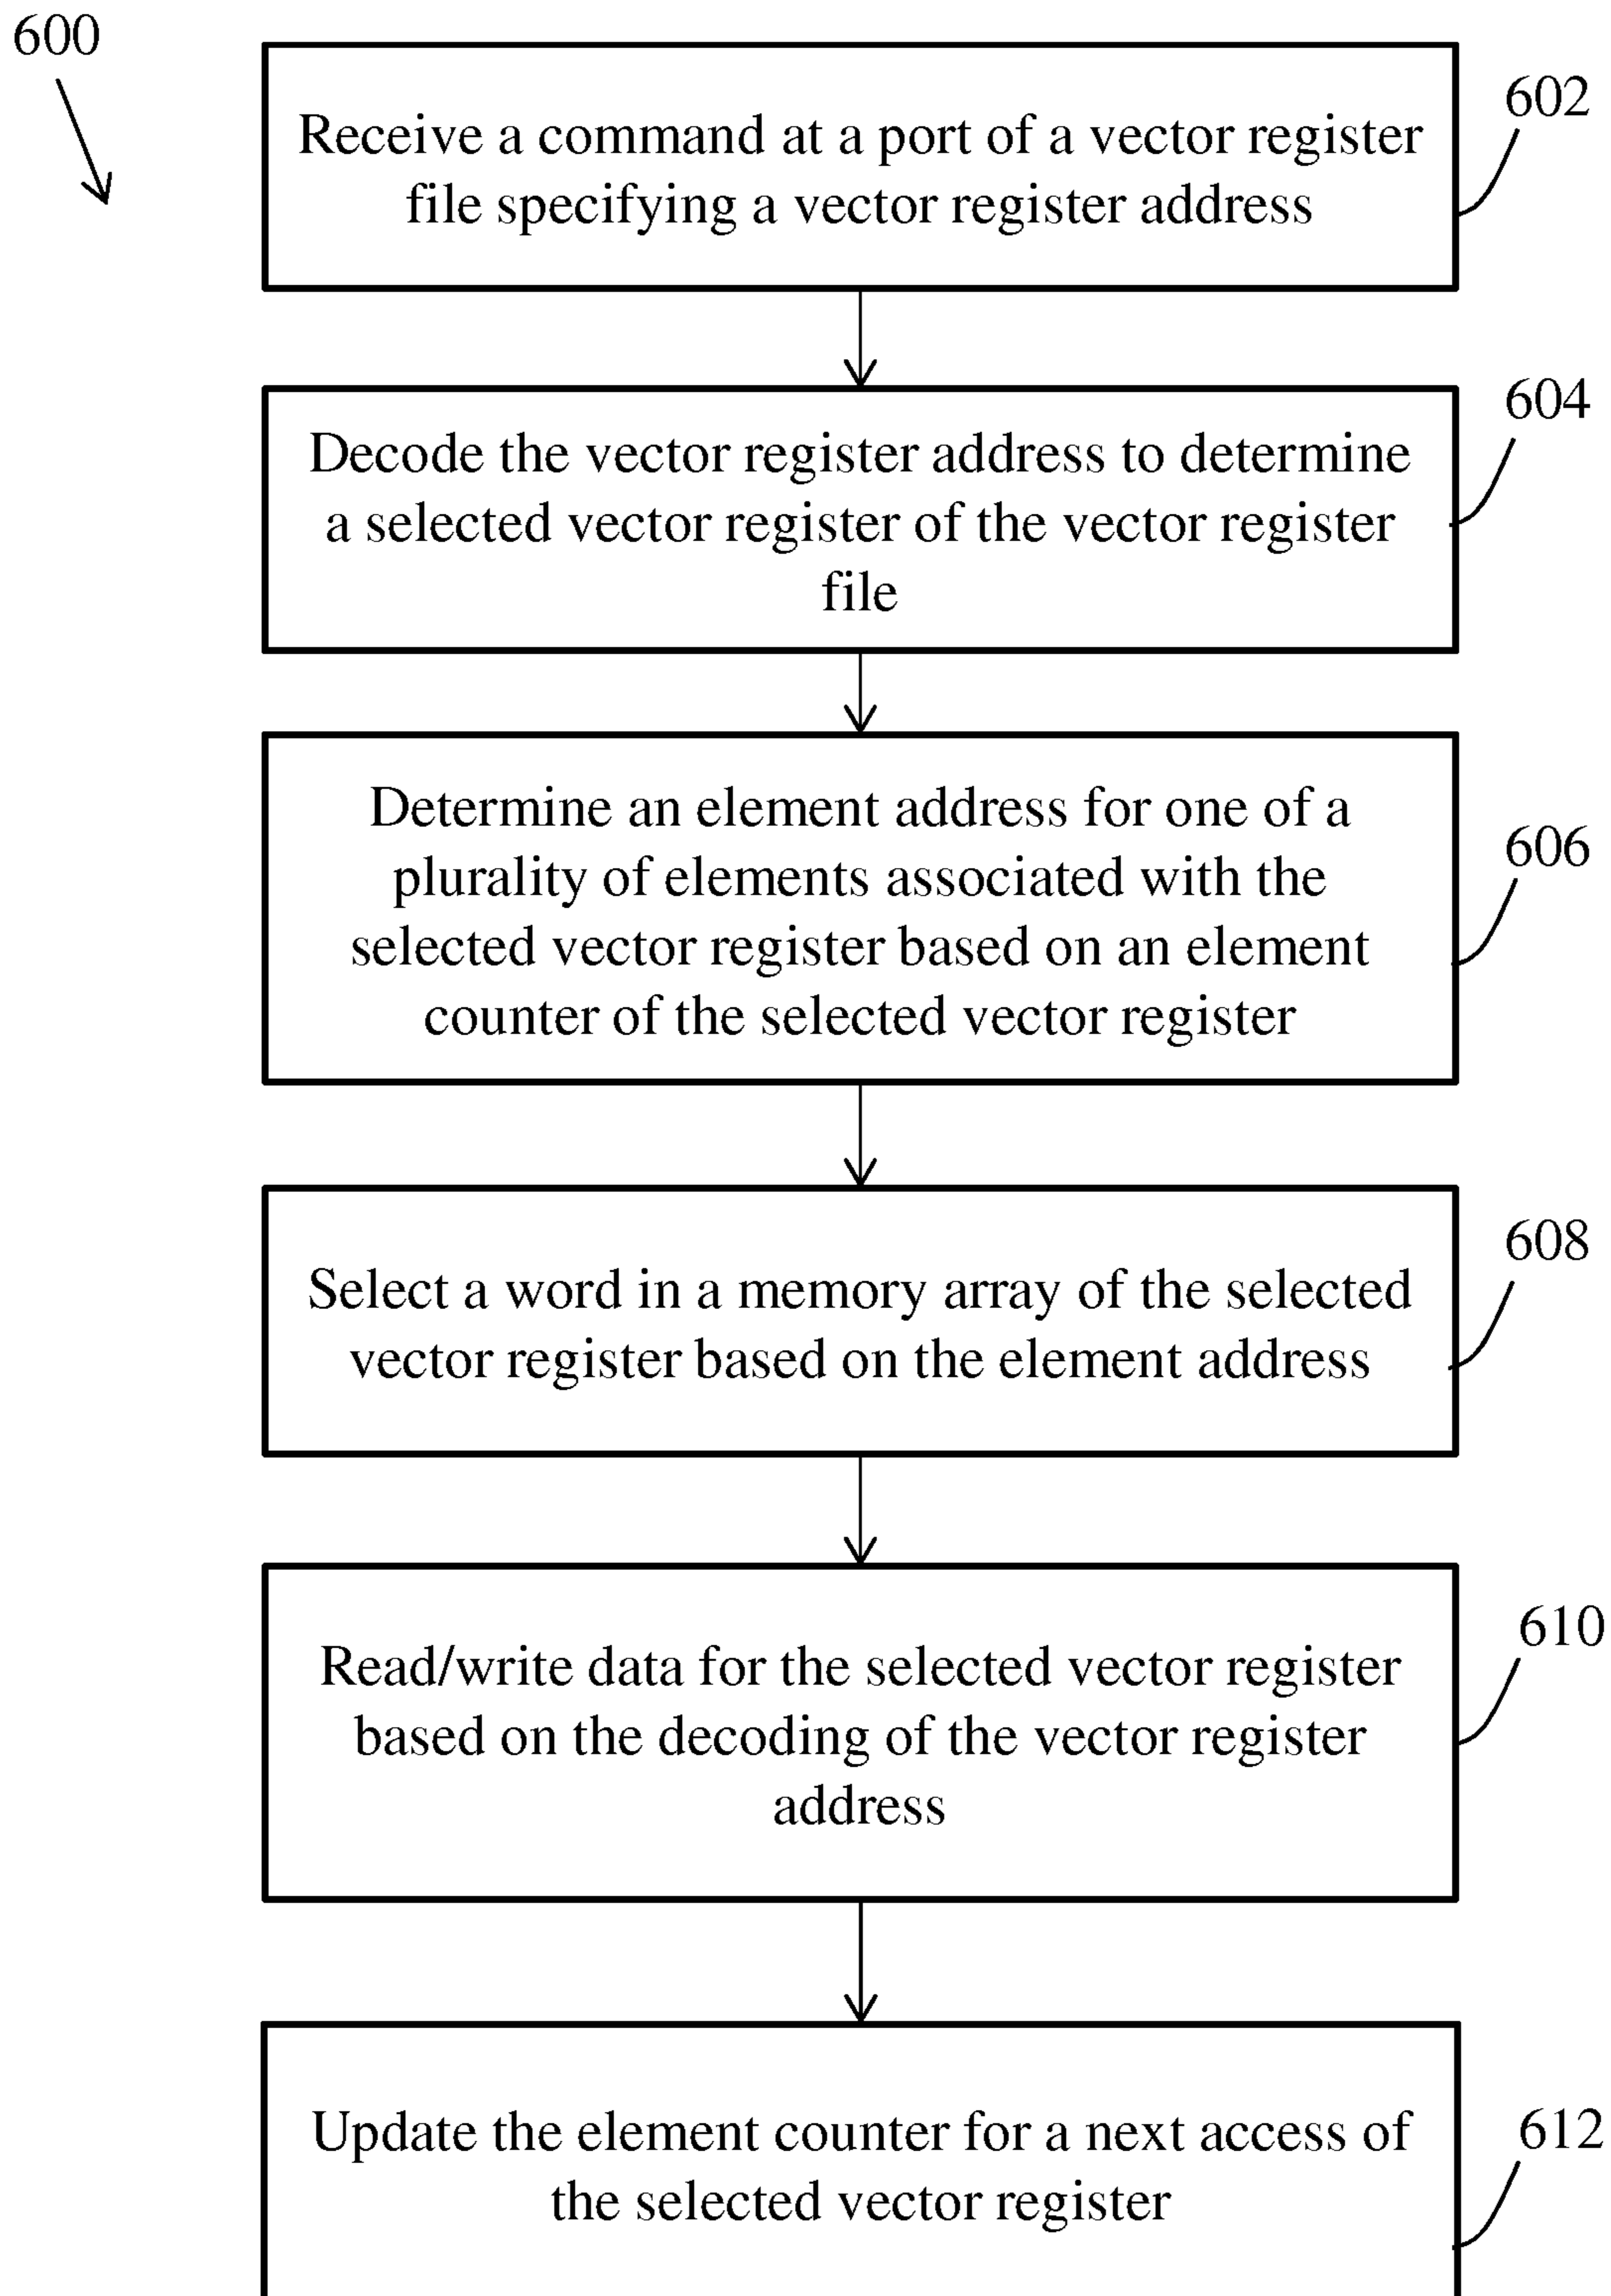 600
602
Receive a command at a port of a vector register
file specifying a vector register address
604
Decode the vector register address to determine
a selected vector register of the vector register
file
606
Determine an element address for one of a
plurality of elements associated with the
selected vector register based on an element
counter of the selected vector register
608
Select a word in a memory array of the selected
vector register based on the element address
610
Read/write data for the selected vector register
based on the decoding of the vector register
address
612
Update the element counter for a next access of
the selected vector register